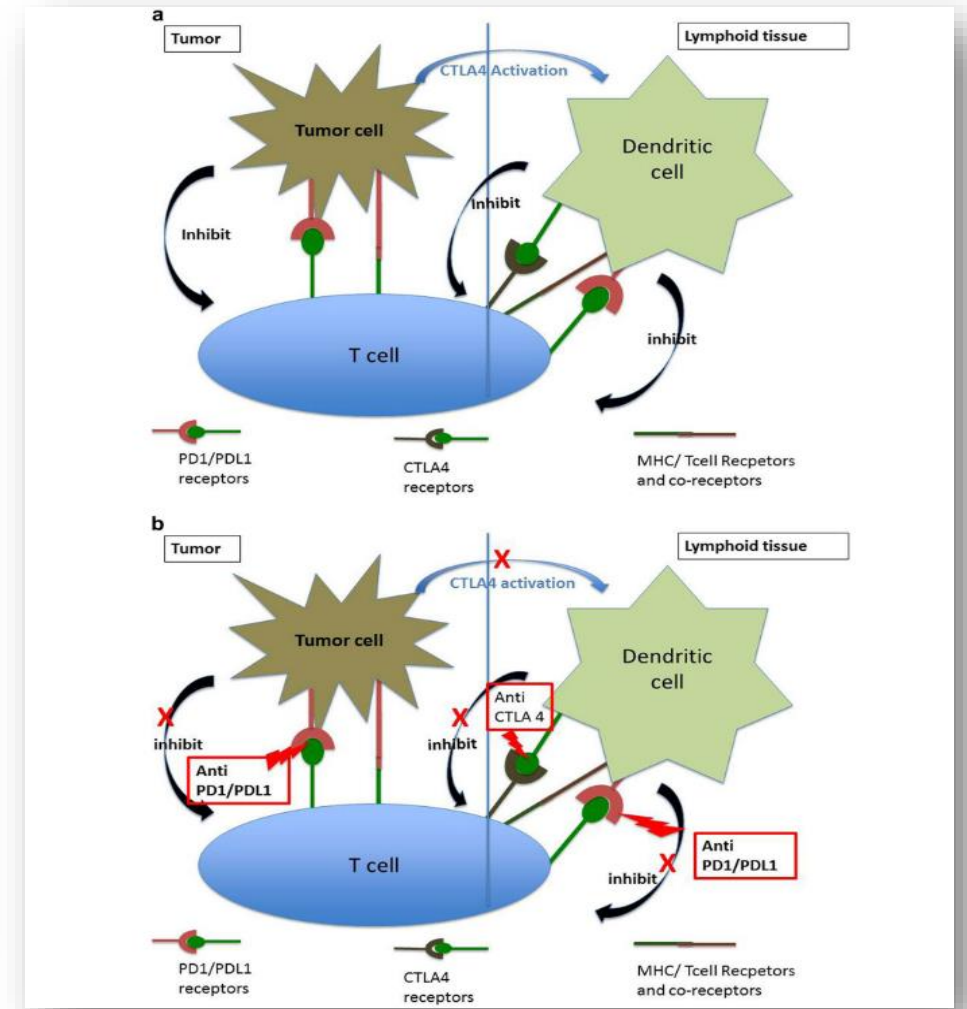 a
Tumor
Lymphoid tissue
CTLA4 Activation
Tumor cell
Dendritic
cell
Inhibit
Inhibit
inhibit
T cell
PD1/PDL1
receptors
CTLA4
receptors
MHC/ Tcell Recpetors
and co-receptors
b
Tumor
Lymphoid tissue
X
CTLA4 activation
Tumor cell
Dendritic
cell
X
inhibit
Anti
PD1/PDL1
Anti
CTLA 4
X
inhibit
Anti
PD1/PDL1
X
inhibit
T cell
PD1/PDL1
receptors
CTLA4
receptors
MHC/ Tcell Recpetors
and co-receptors